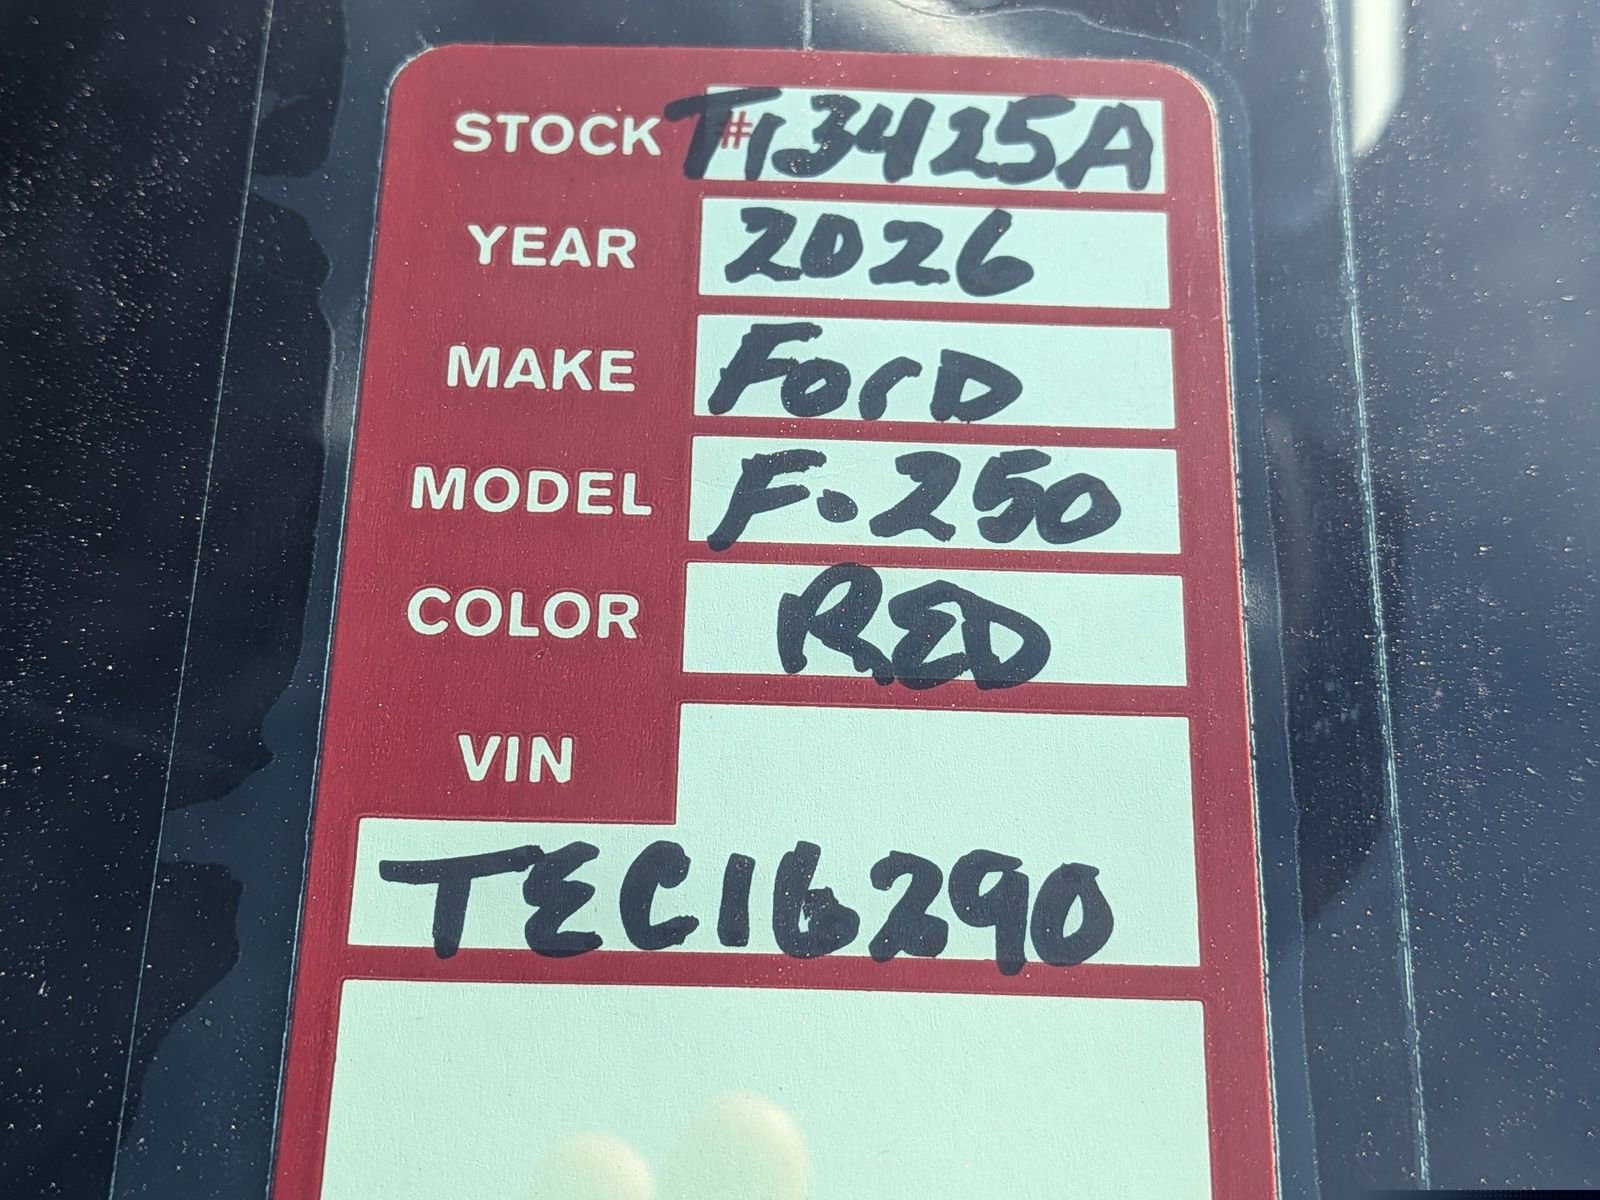 STOCK # T13425A
YEAR 2026
MAKE Ford
MODEL F-250
COLOR RED
VIN
TEC16290